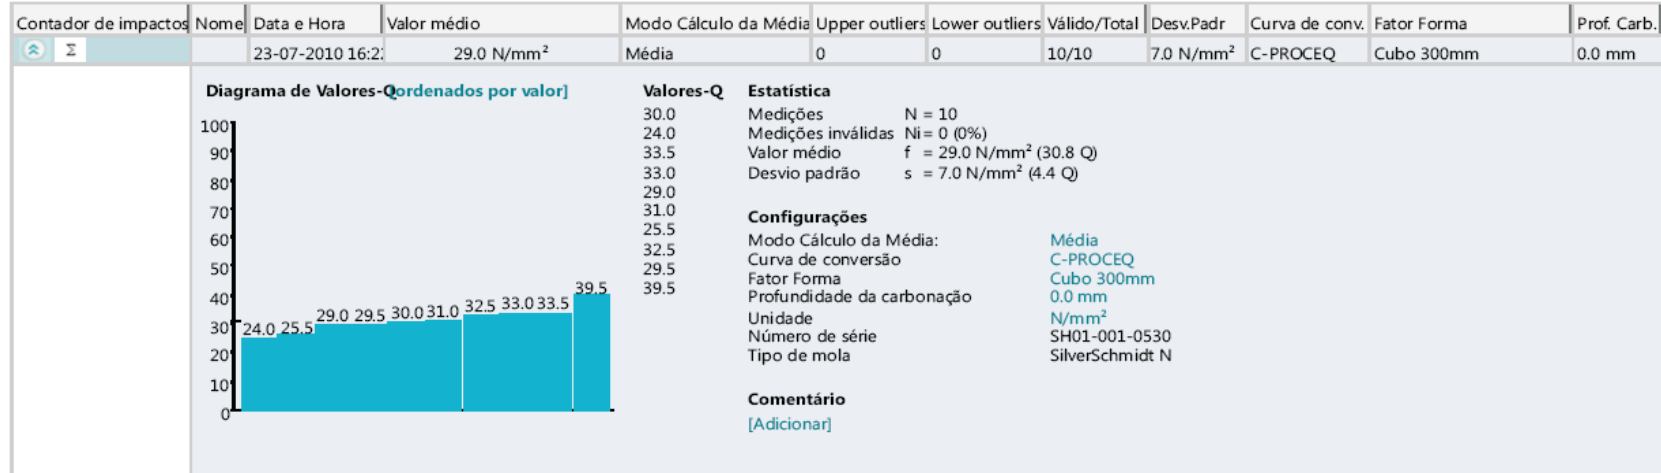 Contador de impactos Nome Data e Hora Valor médio Modo Cálculo da Média Upper outliers Lower outliers Válido/Total Desv.Padr Curva de conv. Fator Forma Prof. Carb.
Σ 23-07-2010 16:2 29.0 N/mm² Média 0 0 10/10 7.0 N/mm² C-PROCEQ Cubo 300mm 0.0 mm
Diagrama de Valores-Q [ordenados por valor]
100
90
80
70
60
50
40
30
20
10
0
24.0 25.5 29.0 29.5 30.0 31.0 32.5 33.0 33.5 39.5
Valores-Q
30.0
24.0
33.5
33.0
29.0
31.0
25.5
32.5
29.5
39.5
Estatística
Medições N = 10
Medições inválidas Ni = 0 (0%)
Valor médio f = 29.0 N/mm² (30.8 Q)
Desvio padrão s = 7.0 N/mm² (4.4 Q)
Configurações
Modo Cálculo da Média: Média
Curva de conversão C-PROCEQ
Fator Forma Cubo 300mm
Profundidade da carbonação 0.0 mm
Unidade N/mm²
Número de série SH01-001-0530
Tipo de mola SilverSchmidt N
Comentário
[Adicionar]